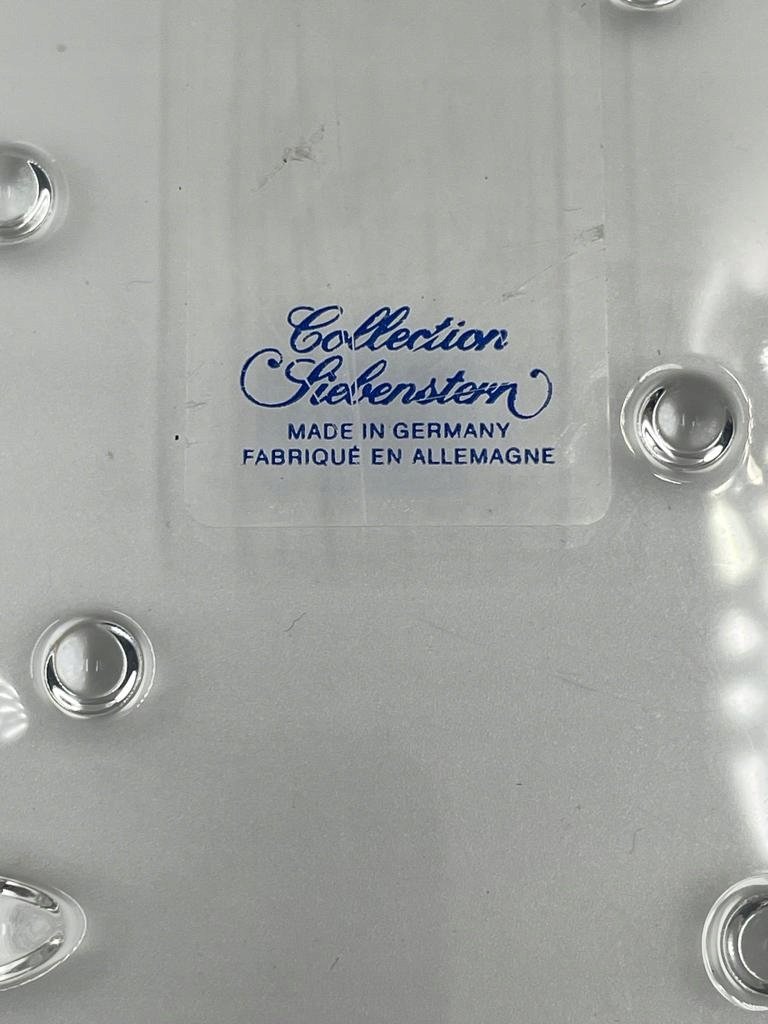 Collection
Siebenstern
MADE IN GERMANY
FABRIQUÉ EN ALLEMAGNE